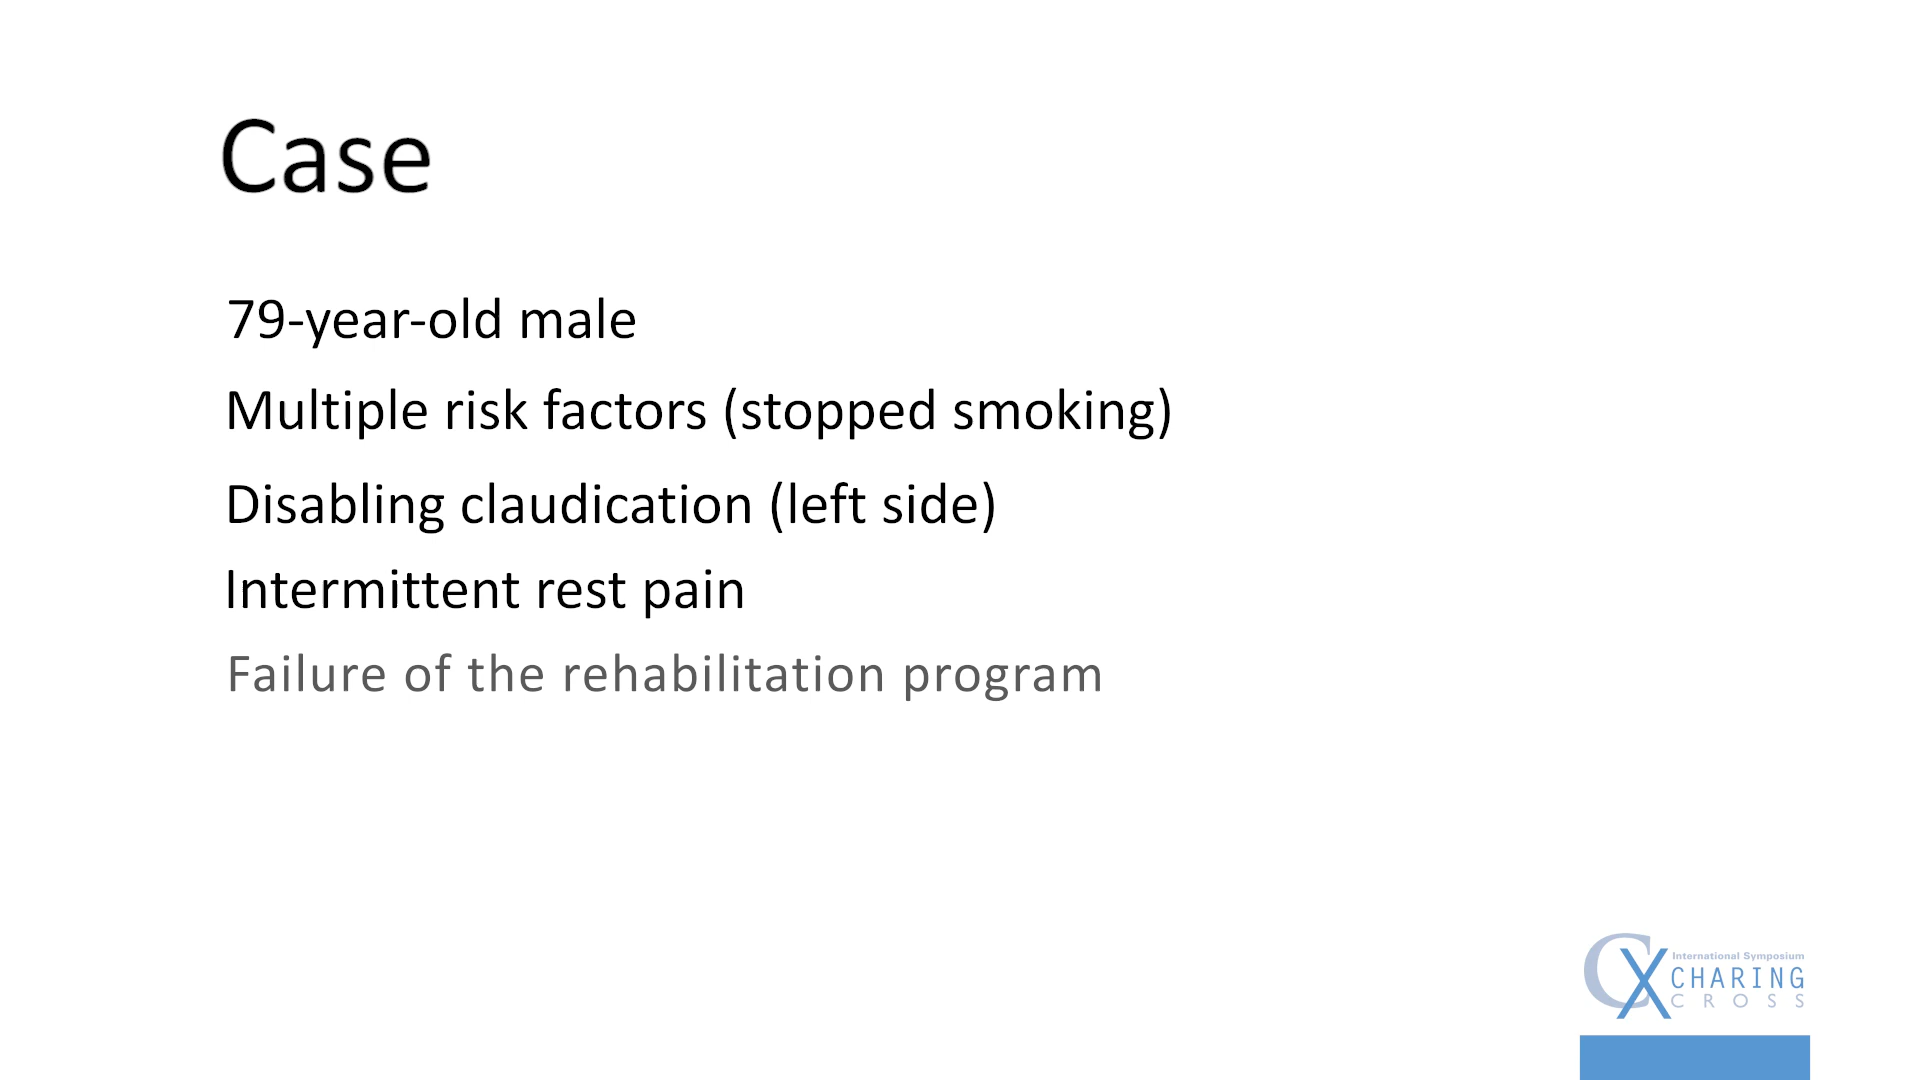 Case
79-year-old male
Multiple risk factors (stopped smoking)
Disabling claudication (left side)
Intermittent rest pain
Failure of the rehabilitation program
CX
International Symposium
CHARING
CROSS